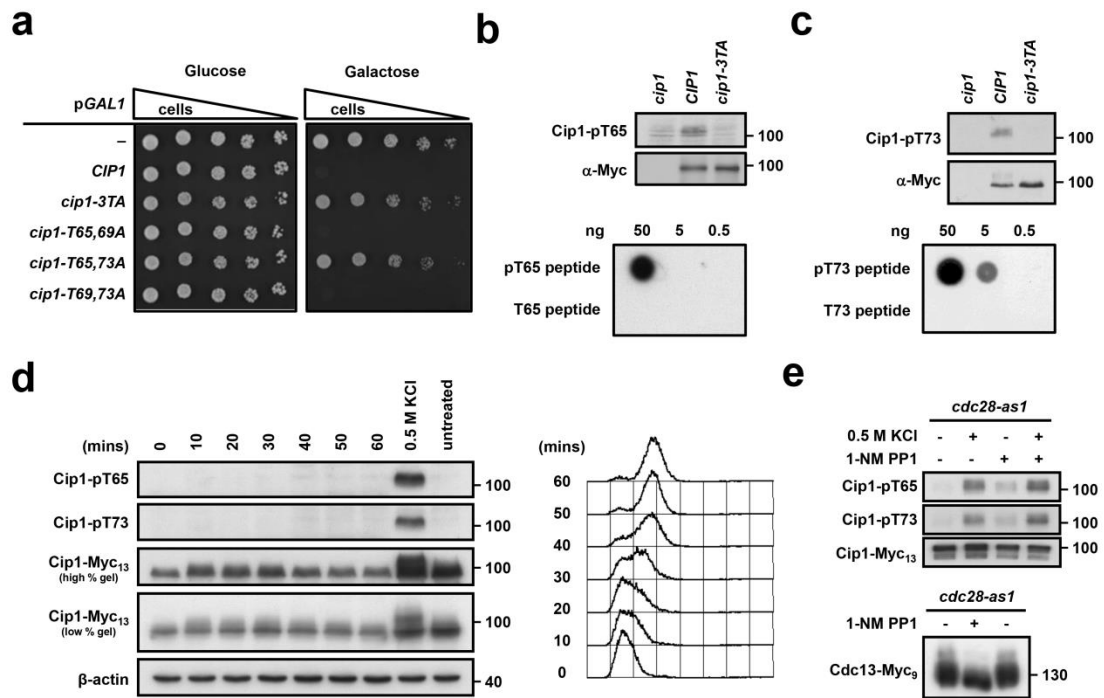 a
Glucose Galactose
pGAL1
cells cells
–
CIP1
cip1-3TA
cip1-T65,69A
cip1-T65,73A
cip1-T69,73A
b
cip1 CIP1 cip1-3TA
Cip1-pT65 100
α-Myc 100
ng 50 5 0.5
pT65 peptide
T65 peptide
c
cip1 CIP1 cip1-3TA
Cip1-pT73 100
α-Myc 100
ng 50 5 0.5
pT73 peptide
T73 peptide
d
(mins) 0 10 20 30 40 50 60 0.5 M KCl untreated
Cip1-pT65 100
Cip1-pT73 100
Cip1-Myc13 100
(high % gel)
Cip1-Myc13 100
(low % gel)
β-actin 40
(mins)
60
50
40
30
20
10
0
e
cdc28-as1
0.5 M KCl - + - +
1-NM PP1 - - + +
Cip1-pT65 100
Cip1-pT73 100
Cip1-Myc13 100
cdc28-as1
1-NM PP1 - + -
Cdc13-Myc9 130